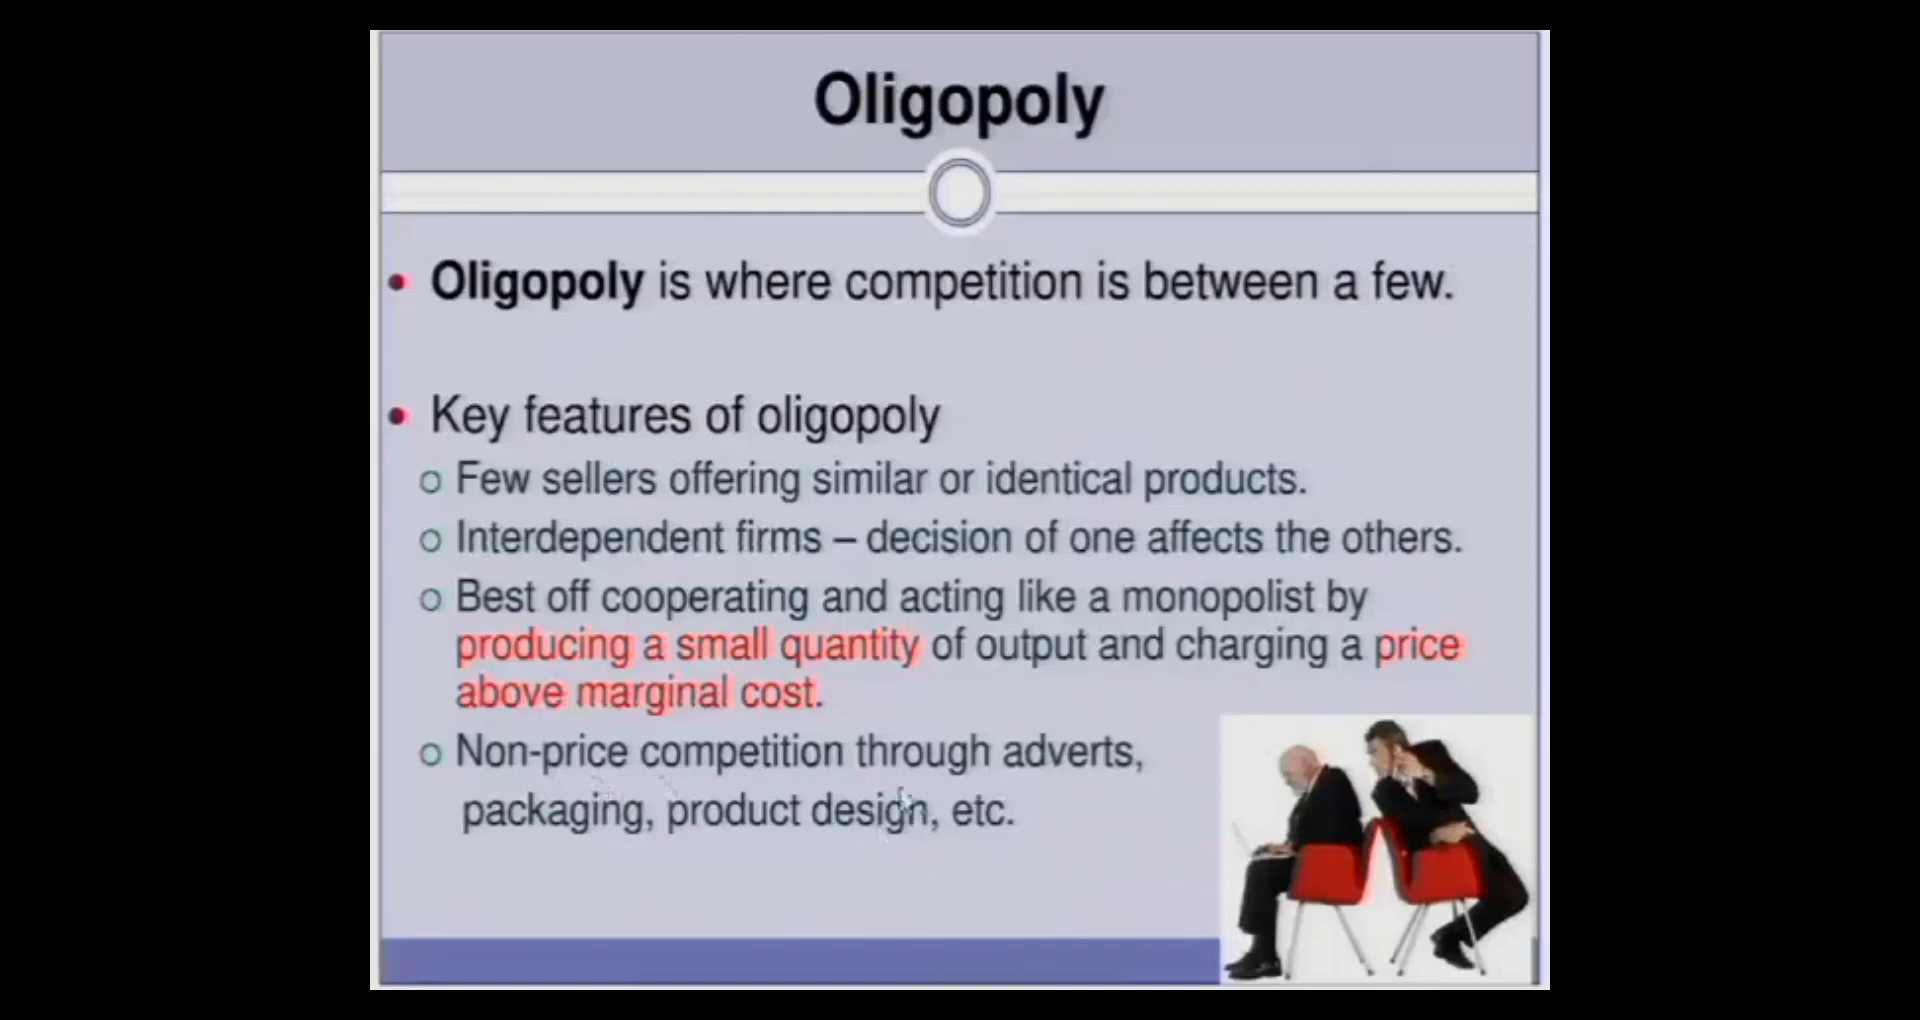 Oligopoly
• Oligopoly is where competition is between a few.
• Key features of oligopoly
o Few sellers offering similar or identical products.
o Interdependent firms – decision of one affects the others.
o Best off cooperating and acting like a monopolist by
producing a small quantity of output and charging a price
above marginal cost.
o Non-price competition through adverts,
packaging, product design, etc.